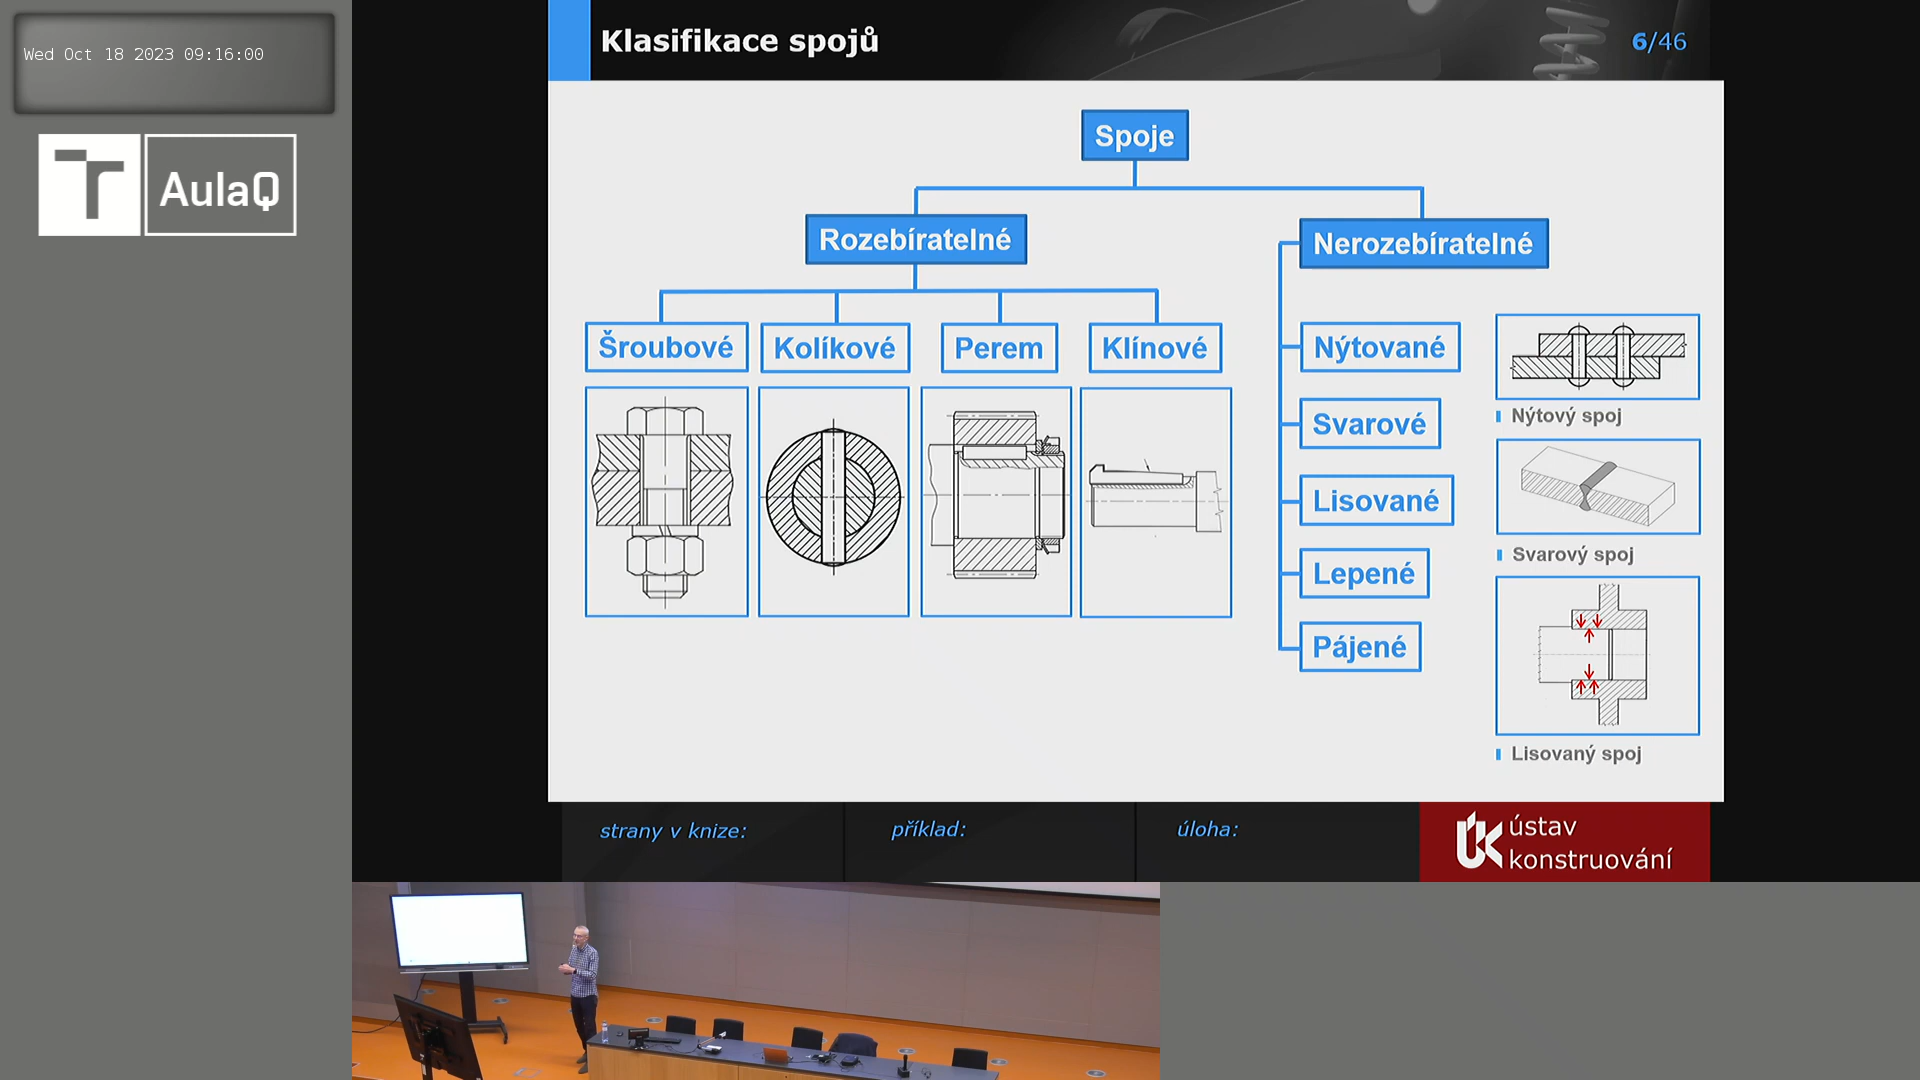 Wed Oct 18 2023 09:16:00
AulaQ
Klasifikace spojů
6/46
Spoje
Rozebíratelné
Nerozebíratelné
Šroubové
Kolíkové
Perem
Klínové
Nýtované
Svarové
Lisované
Lepené
Pájené
Nýtový spoj
Svarový spoj
Lisovaný spoj
strany v knize:
příklad:
úloha:
ústav
konstruování